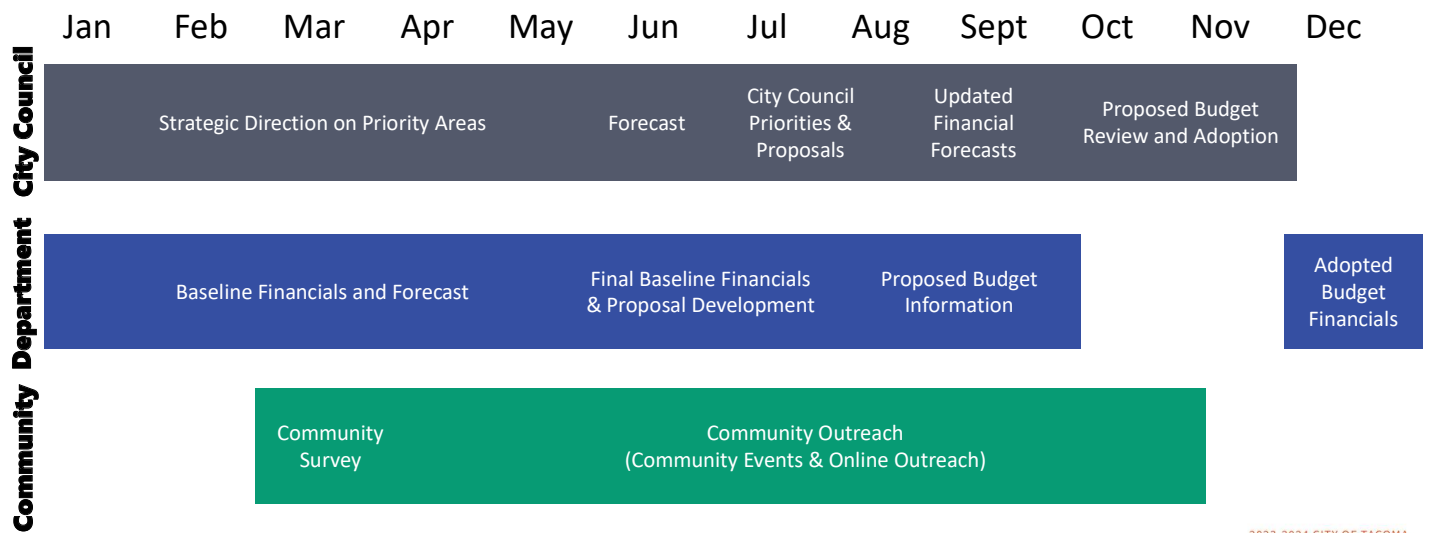 Jan Feb Mar Apr May Jun Jul Aug Sept Oct Nov Dec
City Council
Strategic Direction on Priority Areas
Forecast
City Council
Priorities &
Proposals
Updated
Financial
Forecasts
Proposed Budget
Review and Adoption
Department
Baseline Financials and Forecast
Final Baseline Financials
& Proposal Development
Proposed Budget
Information
Adopted
Budget
Financials
Community
Community
Survey
Community Outreach
(Community Events & Online Outreach)
CITY OF TACOMA